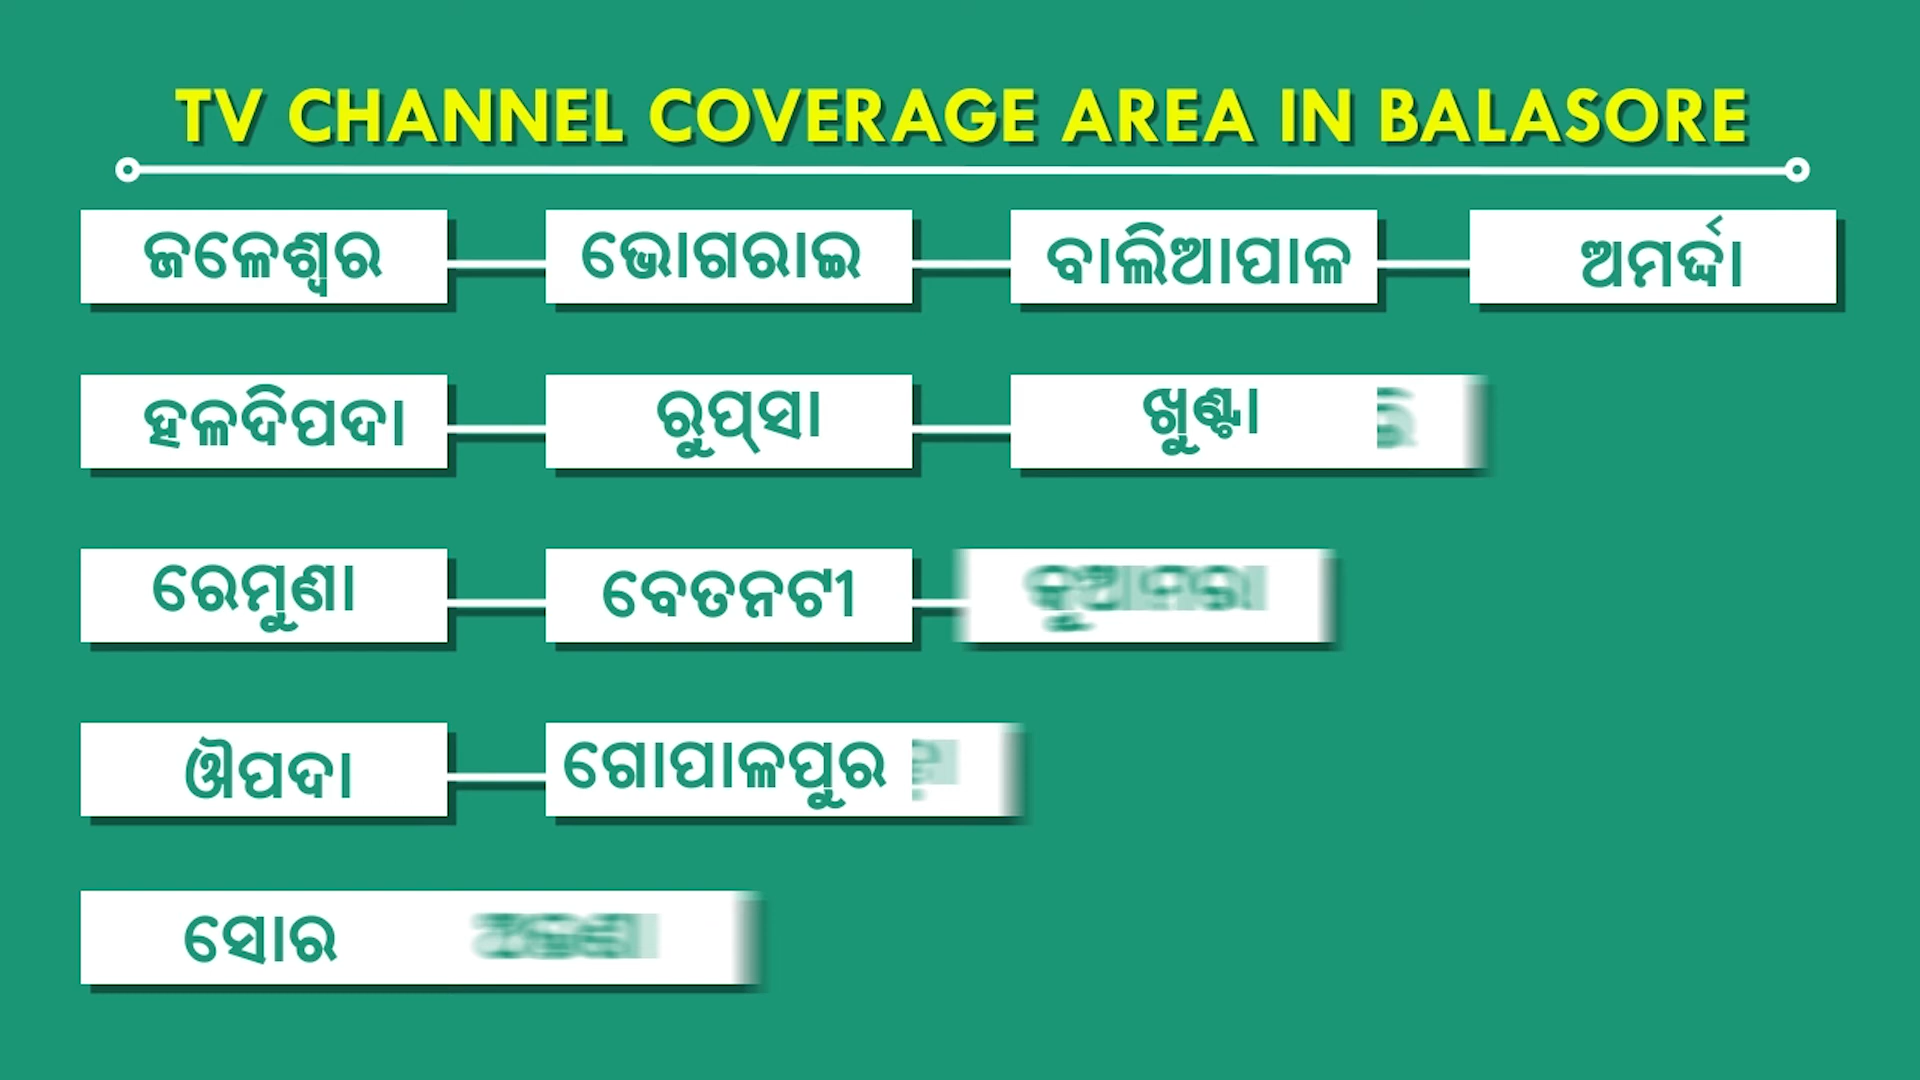 TV CHANNEL COVERAGE AREA IN BALASORE
ଜଳେଶ୍ୱର ଭୋଗରାଇ ବାଲିଆପାଳ ଅମର୍ଦ୍ଦା
ହଳଦିପଦା ରୁପ୍‌ସା ଖୁଣ୍ଟା
ରେମୁଣା ବେତନଟୀ
ଔପଦା ଗୋପାଳପୁର
ସୋର